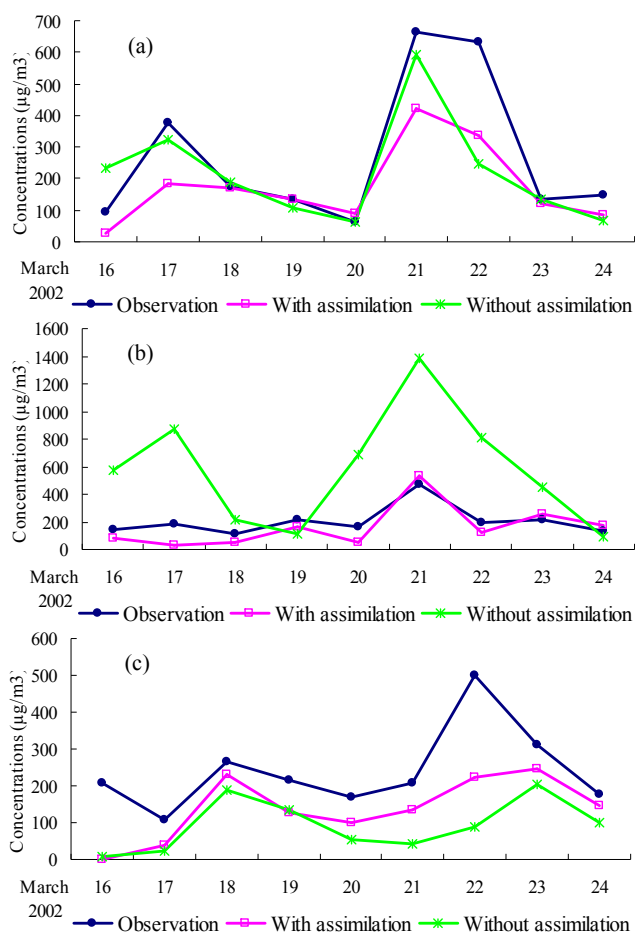 (a)
Concentrations (µg/m3)
700
600
500
400
300
200
100
0
March 16 17 18 19 20 21 22 23 24
2002
Observation With assimilation Without assimilation
(b)
Concentrations (µg/m3)
1600
1400
1200
1000
800
600
400
200
0
March 16 17 18 19 20 21 22 23 24
2002
Observation With assimilation Without assimilation
(c)
Concentrations (µg/m3)
600
500
400
300
200
100
0
March 16 17 18 19 20 21 22 23 24
2002
Observation With assimilation Without assimilation